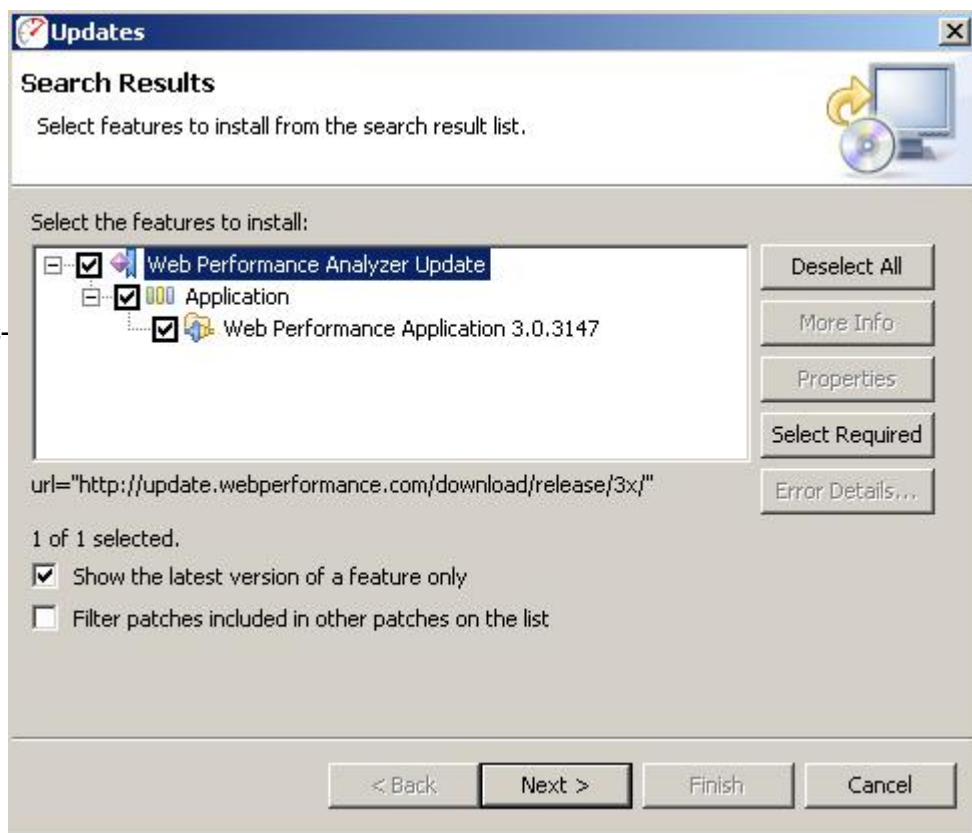 Updates
Search Results
Select features to install from the search result list.
Select the features to install:
Web Performance Analyzer Update
Application
Web Performance Application 3.0.3147
Deselect All
More Info
Properties
Select Required
Error Details...
url="http://update.webperformance.com/download/release/3x/"
1 of 1 selected.
Show the latest version of a feature only
Filter patches included in other patches on the list
< Back
Next >
Finish
Cancel